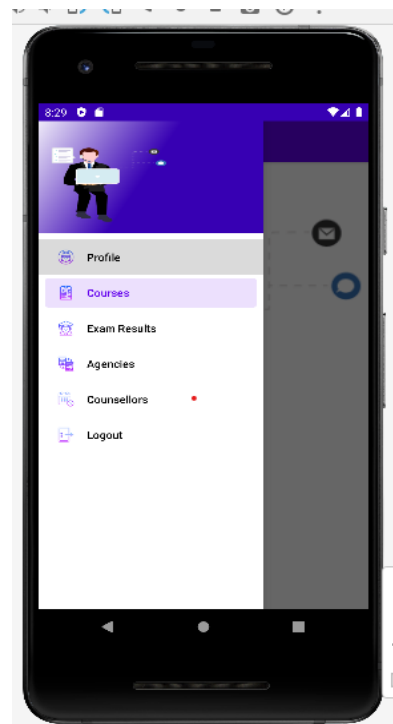 8:29
Profile
Courses
Exam Results
Agencies
Counsellors
Logout